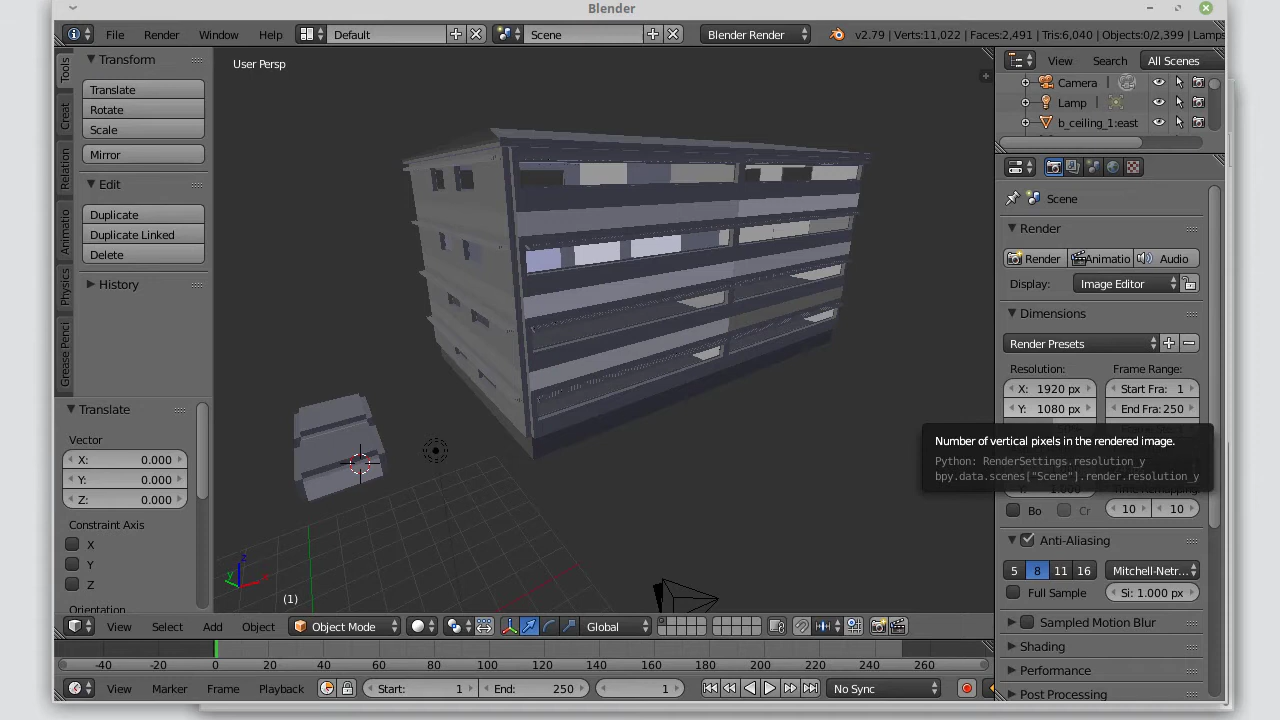 Blender
File Render Window Help Default Scene Blender Render v2.79 | Verts:11,022 | Faces:2,491 | Tris:6,040 | Objects:0/2,399 | Lamps
Tools
Creat
Relation
Animatio
Physics
Grease Penci
Transform
Translate
Rotate
Scale
Mirror
Edit
Duplicate
Duplicate Linked
Delete
History
Translate
Vector
X: 0.000
Y: 0.000
Z: 0.000
Constraint Axis
X
Y
Z
Orientation
User Persp
z
y
x
(1)
View Select Add Object Object Mode Global
-40 -20 0 20 40 60 80 100 120 140 160 180 200 220 240 260
View Marker Frame Playback Start: 1 End: 250 1 No Sync
View Search All Scenes
Camera
Lamp
b_ceiling_1:east
Scene
Render
Render Animatio Audio
Display: Image Editor
Dimensions
Render Presets
Resolution: Frame Range:
X: 1920 px Start Fra: 1
Y: 1080 px End Fra: 250
Number of vertical pixels in the rendered image.
Python: RenderSettings.resolution_y
bpy.data.scenes["Scene"].render.resolution_y
Bo Cr 10 10
Anti-Aliasing
5 8 11 16 Mitchell-Netr...
Full Sample Si: 1.000 px
Sampled Motion Blur
Shading
Performance
Post Processing